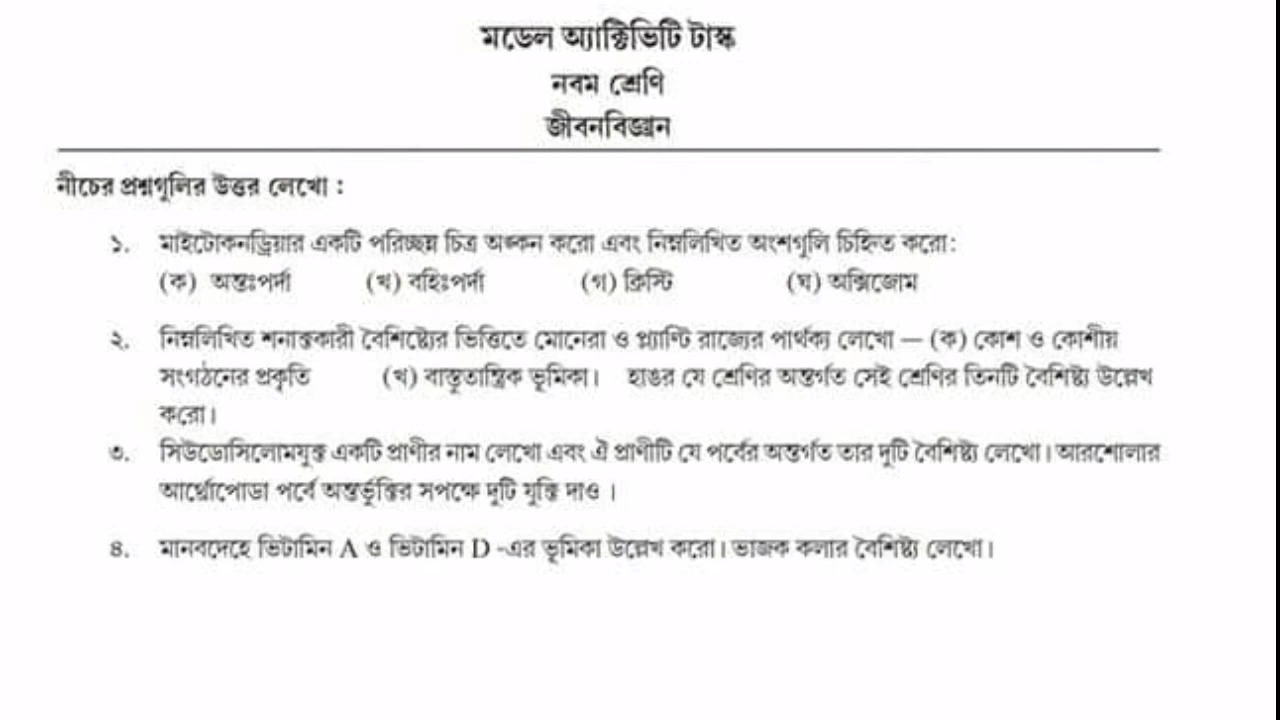 মডেল অ্যাক্টিভিটি টাস্ক
নবম শ্রেণি
জীবনবিজ্ঞান
নীচের প্রশ্নগুলির উত্তর লেখো :
১. মাইটোকনড্রিয়ার একটি পরিচ্ছন্ন চিত্র অঙ্কন করো এবং নিম্নলিখিত অংশগুলি চিহ্নিত করো:
(ক) অন্তঃপর্দা (খ) বহিঃপর্দা (গ) ক্রিস্টি (ঘ) অক্সিজোম
২. নিম্নলিখিত শনাক্তকারী বৈশিষ্ট্যের ভিত্তিতে মোনেরা ও প্ল্যান্টি রাজ্যের পার্থক্য লেখো — (ক) কোশ ও কোশীয়
সংগঠনের প্রকৃতি (খ) বাস্তুতান্ত্রিক ভূমিকা। হাঙর যে শ্রেণির অন্তর্গত সেই শ্রেণির তিনটি বৈশিষ্ট্য উল্লেখ
করো।
৩. সিউডোসিলোমযুক্ত একটি প্রাণীর নাম লেখো এবং ঐ প্রাণীটি যে পর্বের অন্তর্গত তার দুটি বৈশিষ্ট্য লেখো। আরশোলার
আর্থ্রোপোডা পর্বে অন্তর্ভুক্তির সপক্ষে দুটি যুক্তি দাও ।
৪. মানবদেহে ভিটামিন A ও ভিটামিন D -এর ভূমিকা উল্লেখ করো। ভাজক কলার বৈশিষ্ট্য লেখো।